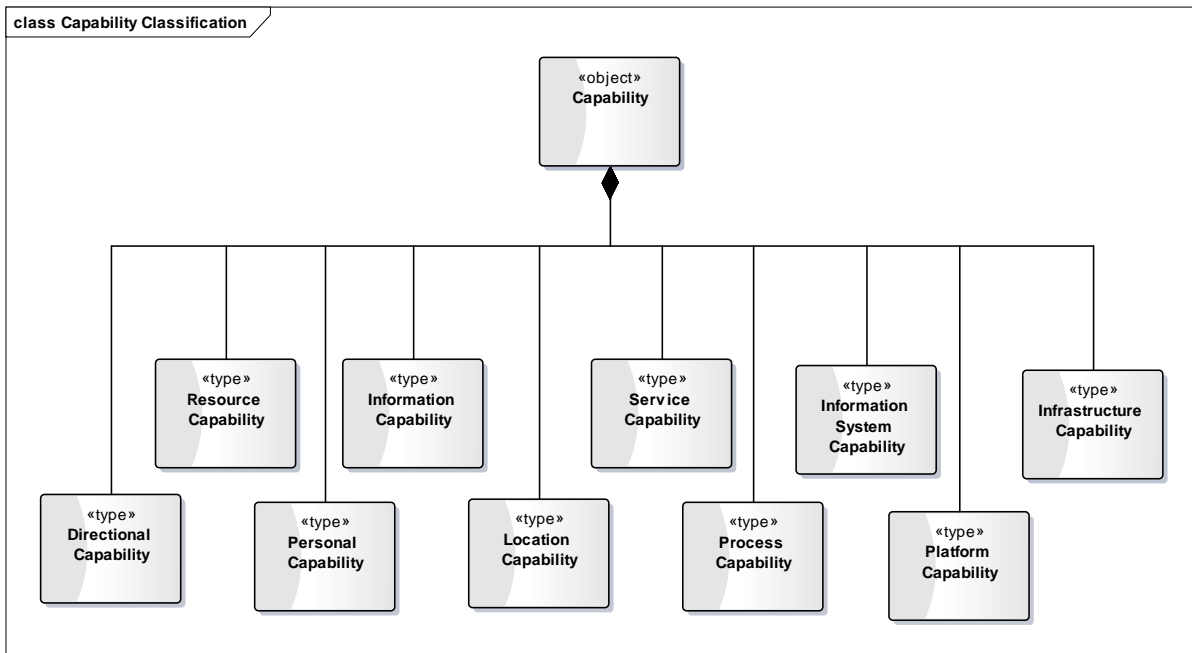 class Capability Classification
«object»
Capability
«type»
Resource
Capability
«type»
Information
Capability
«type»
Service
Capability
«type»
Information
System
Capability
«type»
Infrastructure
Capability
«type»
Directional
Capability
«type»
Personal
Capability
«type»
Location
Capability
«type»
Process
Capability
«type»
Platform
Capability